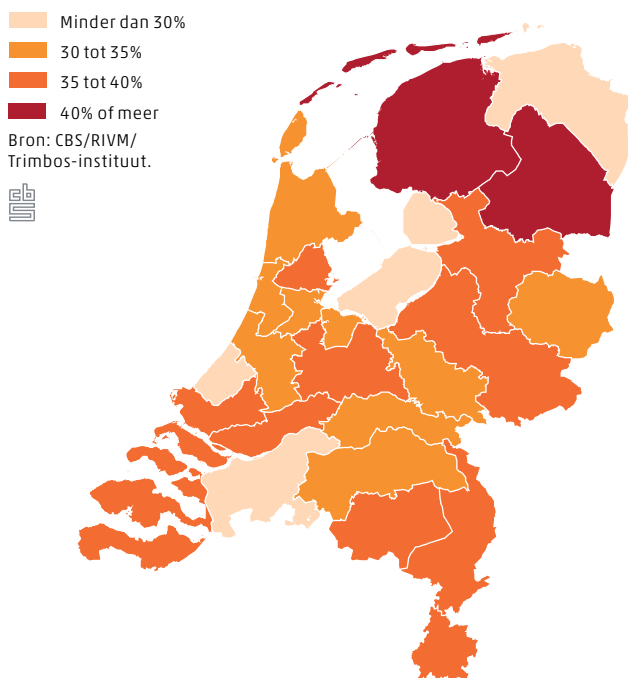 Minder dan 30%
30 tot 35%
35 tot 40%
40% of meer
Bron: CBS/RIVM/
Trimbos-instituut.